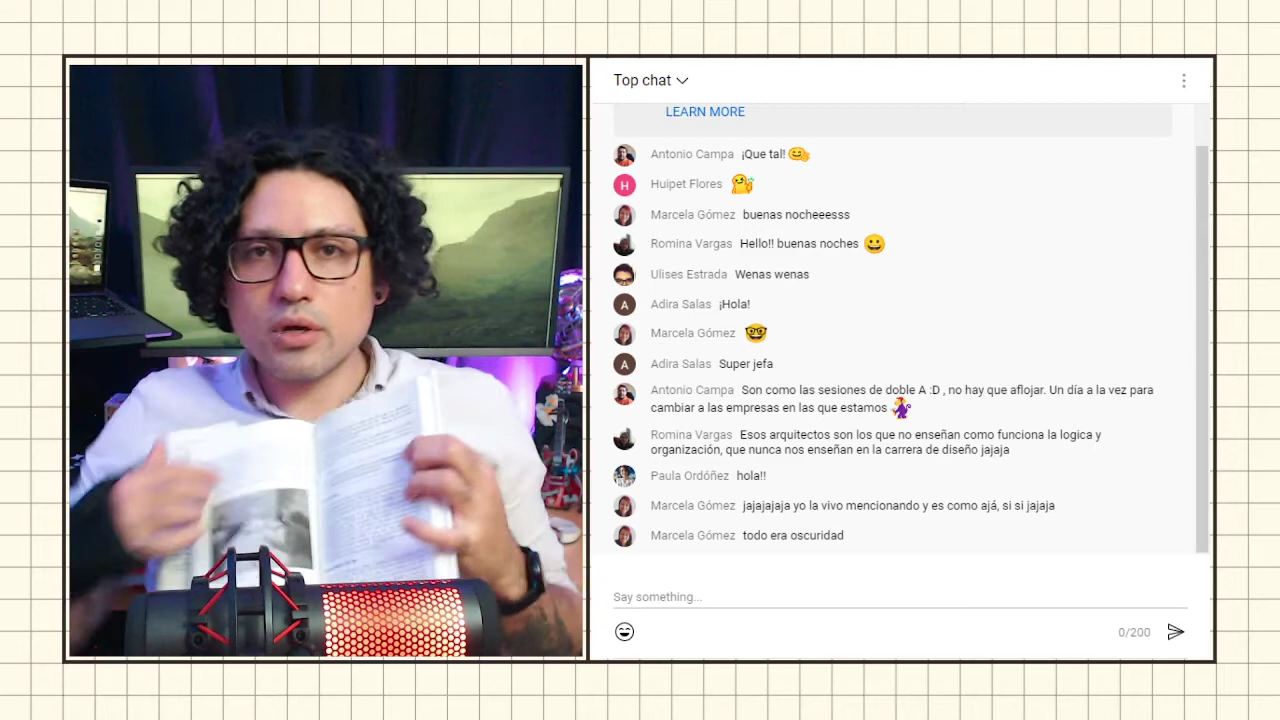 Top chat
LEARN MORE
Antonio Campa ¡Que tal!
H Huipet Flores
Marcela Gómez buenas nocheeesss
Romina Vargas Hello!! buenas noches
Ulises Estrada Wenas wenas
A Adira Salas ¡Hola!
Marcela Gómez
A Adira Salas Super jefa
Antonio Campa Son como las sesiones de doble A :D , no hay que aflojar. Un día a la vez para
cambiar a las empresas en las que estamos
Romina Vargas Esos arquitectos son los que no enseñan como funciona la logica y
organización, que nunca nos enseñan en la carrera de diseño jajaja
Paula Ordóñez hola!!
Marcela Gómez jajajajaja yo la vivo mencionando y es como ajá, si si jajaja
Marcela Gómez todo era oscuridad
Say something...
0/200